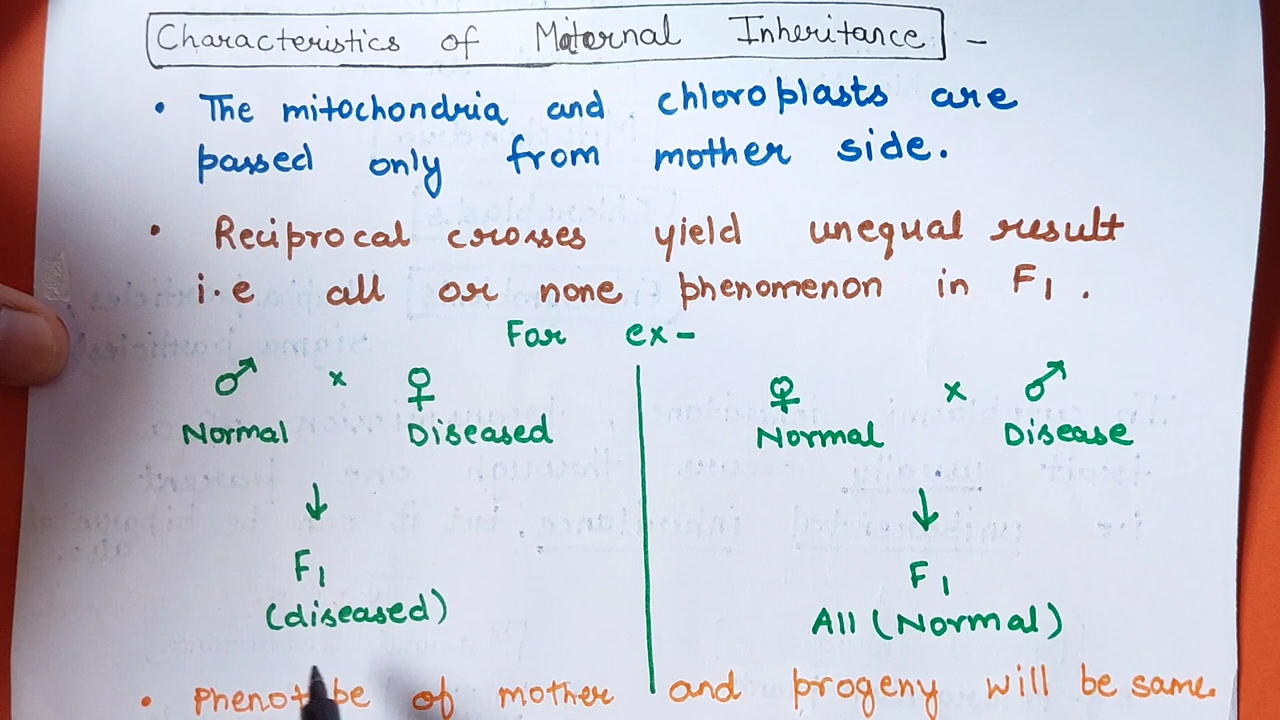 Characteristics of Maternal Inheritance -
• The mitochondria and chloroplasts are
passed only from mother side.
• Reciprocal crosses yield unequal result
i.e all or none phenomenon in F1.
For ex-
♂ x ♀
Normal Diseased
↓
F1
(diseased)
♀ x ♂
Normal Disease
↓
F1
All (Normal)
• of mother and progeny will be same.